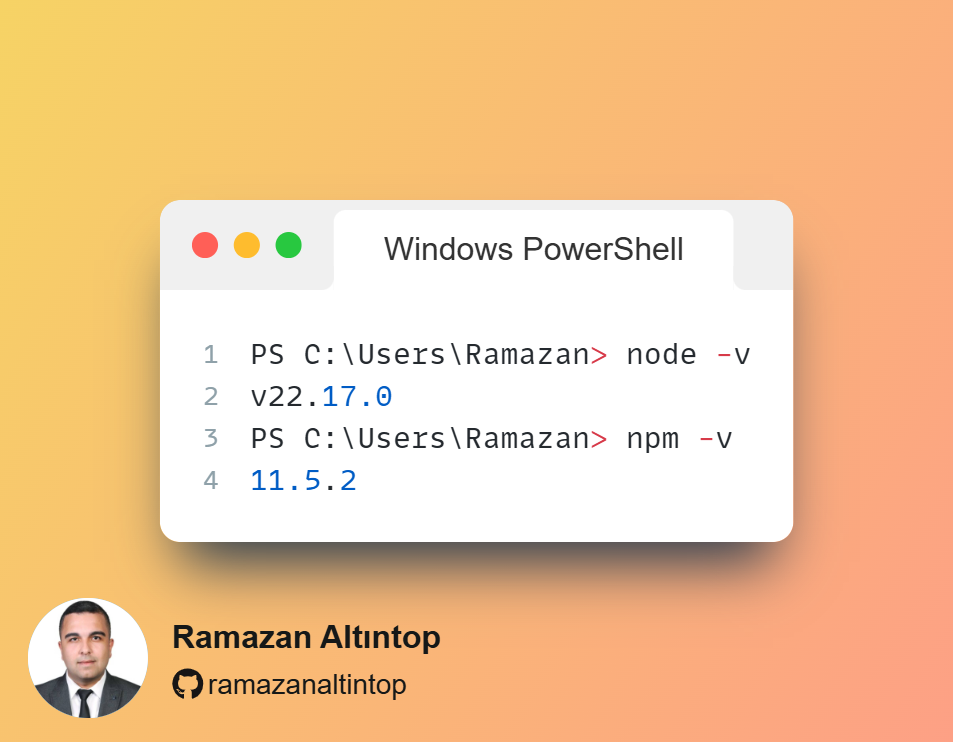 Windows PowerShell
1 PS C:\Users\Ramazan> node -v
2 v22.17.0
3 PS C:\Users\Ramazan> npm -v
4 11.5.2
Ramazan Altıntop
ramazanaltintop